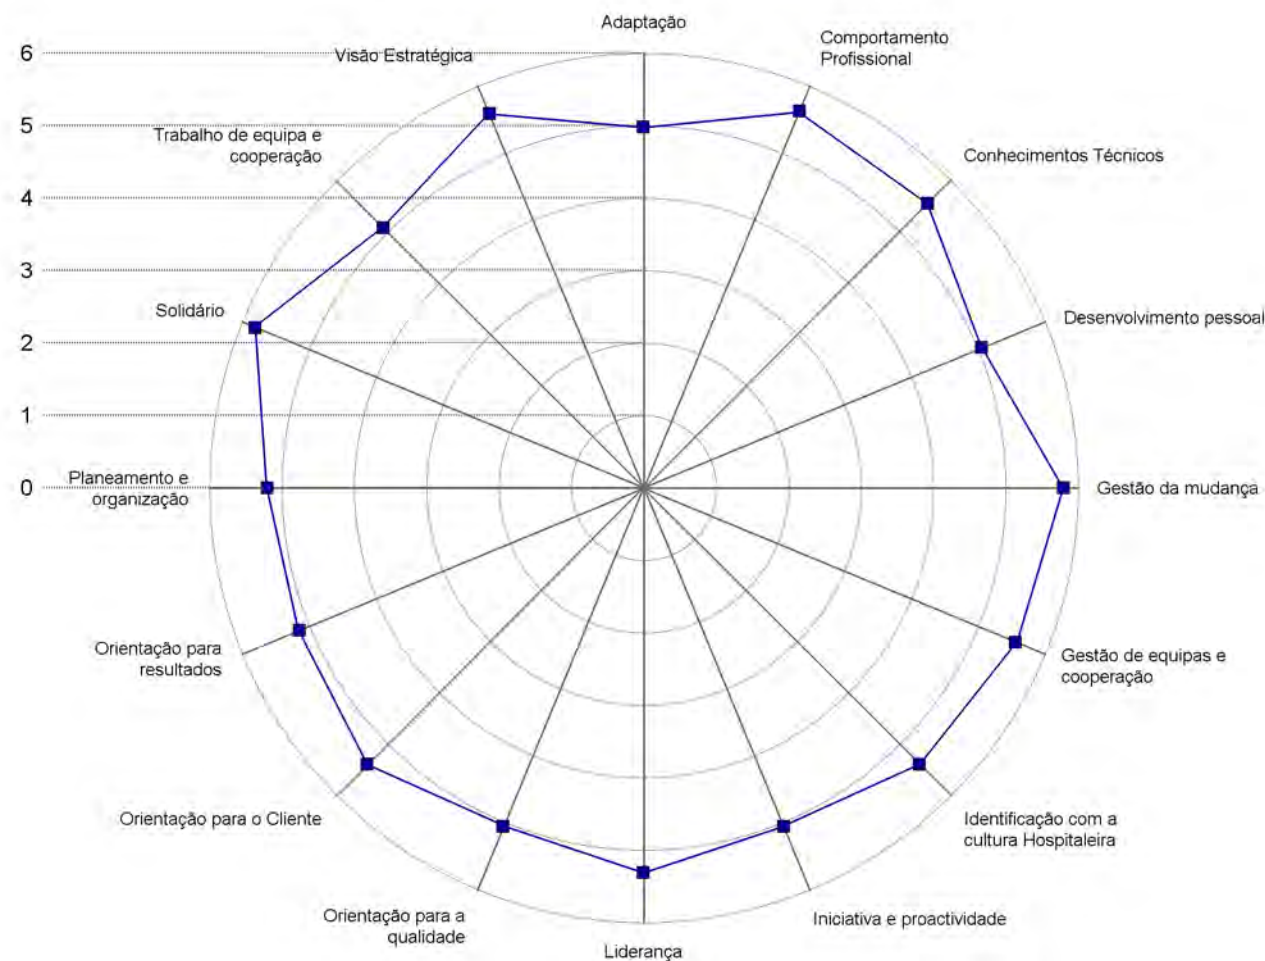 Adaptação
Comportamento
Profissional
Conhecimentos Técnicos
Desenvolvimento pessoal
Gestão da mudança
Gestão de equipas e
cooperação
Identificação com a
cultura Hospitaleira
Iniciativa e proactividade
Liderança
Orientação para a
qualidade
Orientação para o Cliente
Orientação para
resultados
Planeamento e
organização
Solidário
Trabalho de equipa e
cooperação
Visão Estratégica
6
5
4
3
2
1
0